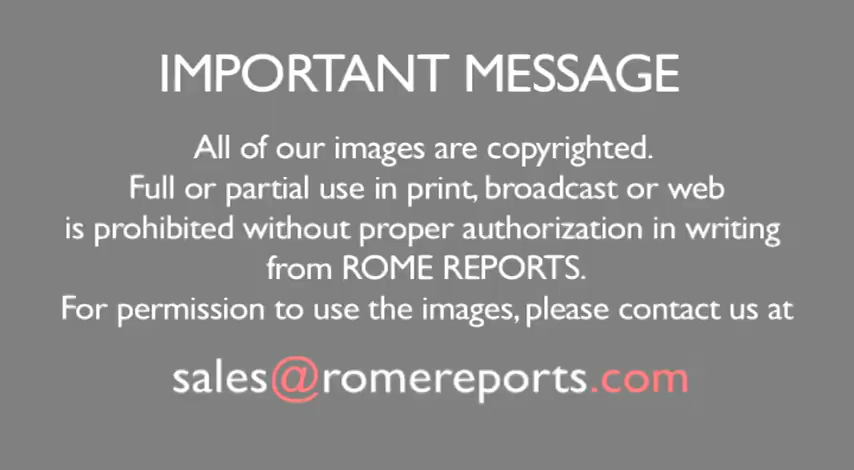 IMPORTANT MESSAGE
All of our images are copyrighted.
Full or partial use in print, broadcast or web
is prohibited without proper authorization in writing
from ROME REPORTS.
For permission to use the images, please contact us at
sales@romereports.com